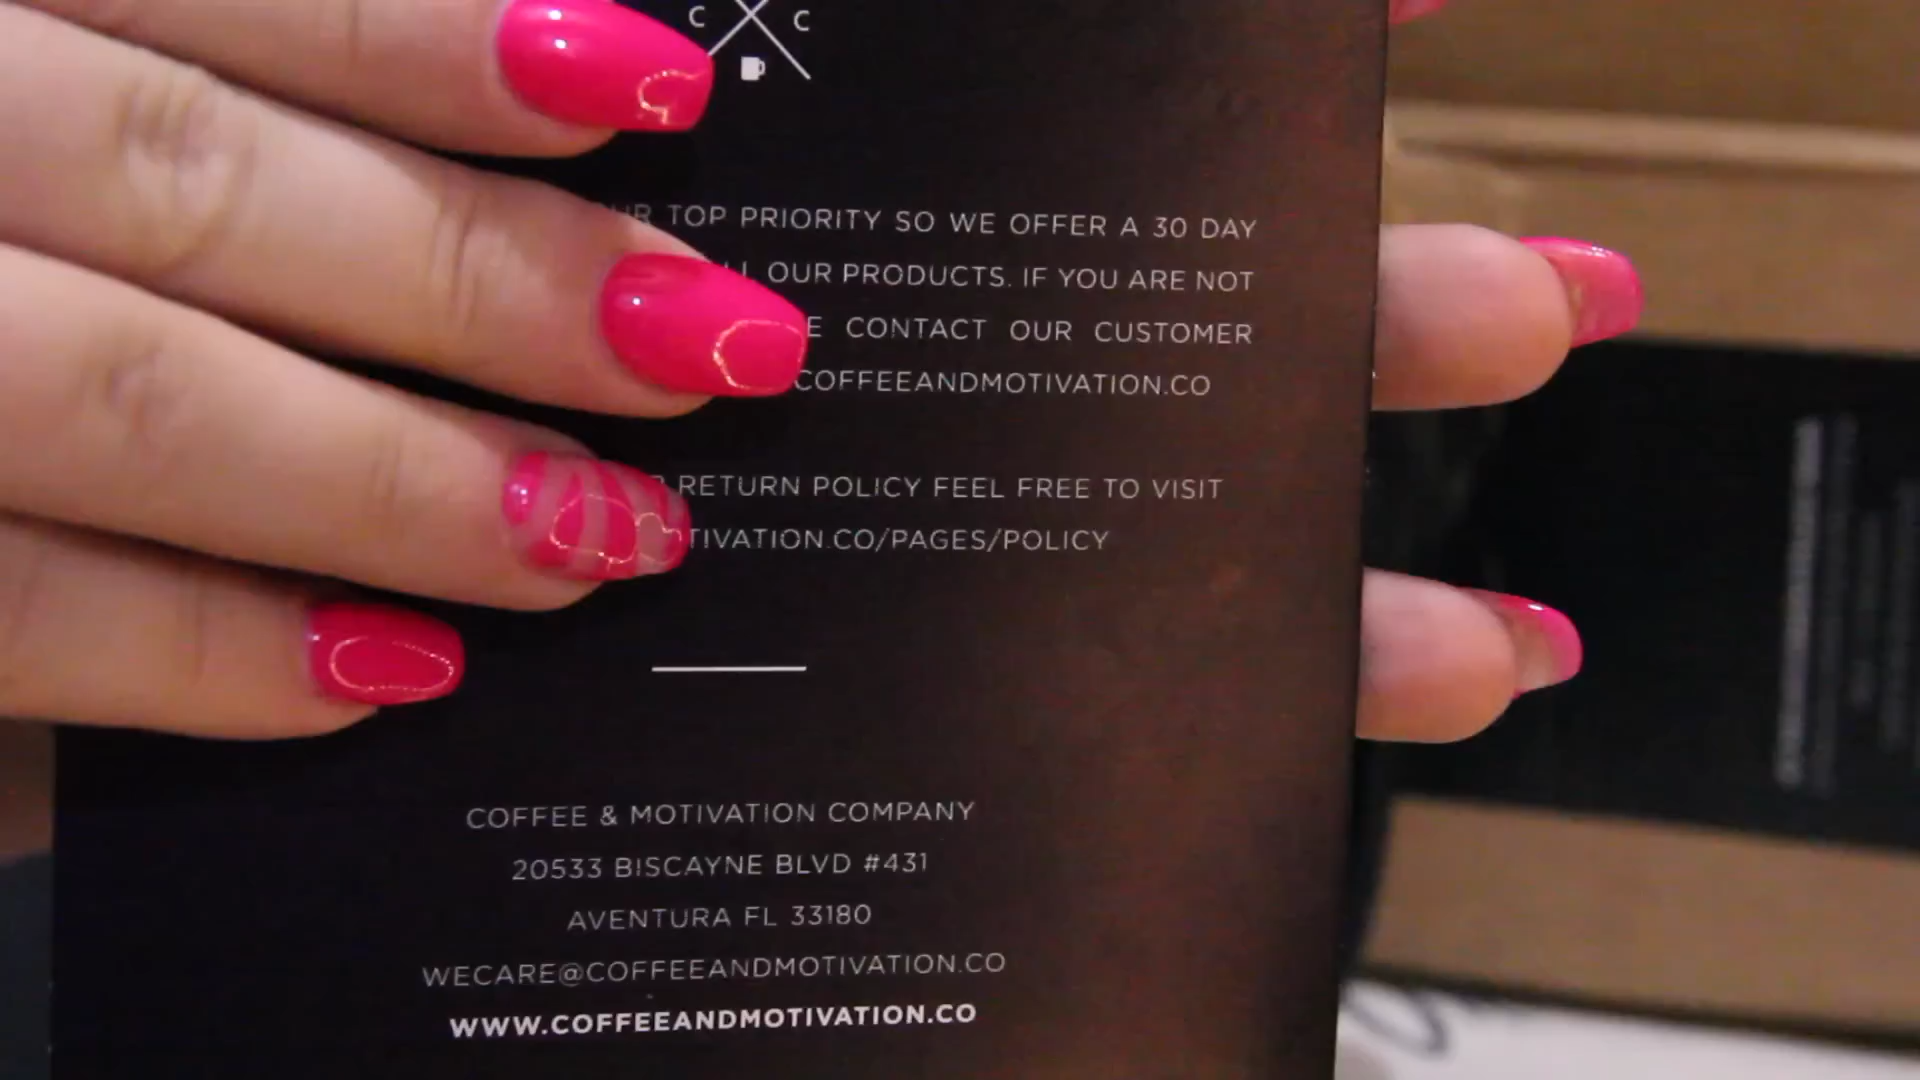 C C
TOP PRIORITY SO WE OFFER A 30 DAY
OUR PRODUCTS. IF YOU ARE NOT
CONTACT OUR CUSTOMER
COFFEEANDMOTIVATION.CO
RETURN POLICY FEEL FREE TO VISIT
TIVATION.CO/PAGES/POLICY
COFFEE & MOTIVATION COMPANY
20533 BISCAYNE BLVD #431
AVENTURA FL 33180
WECARE@COFFEEANDMOTIVATION.CO
WWW.COFFEEANDMOTIVATION.CO